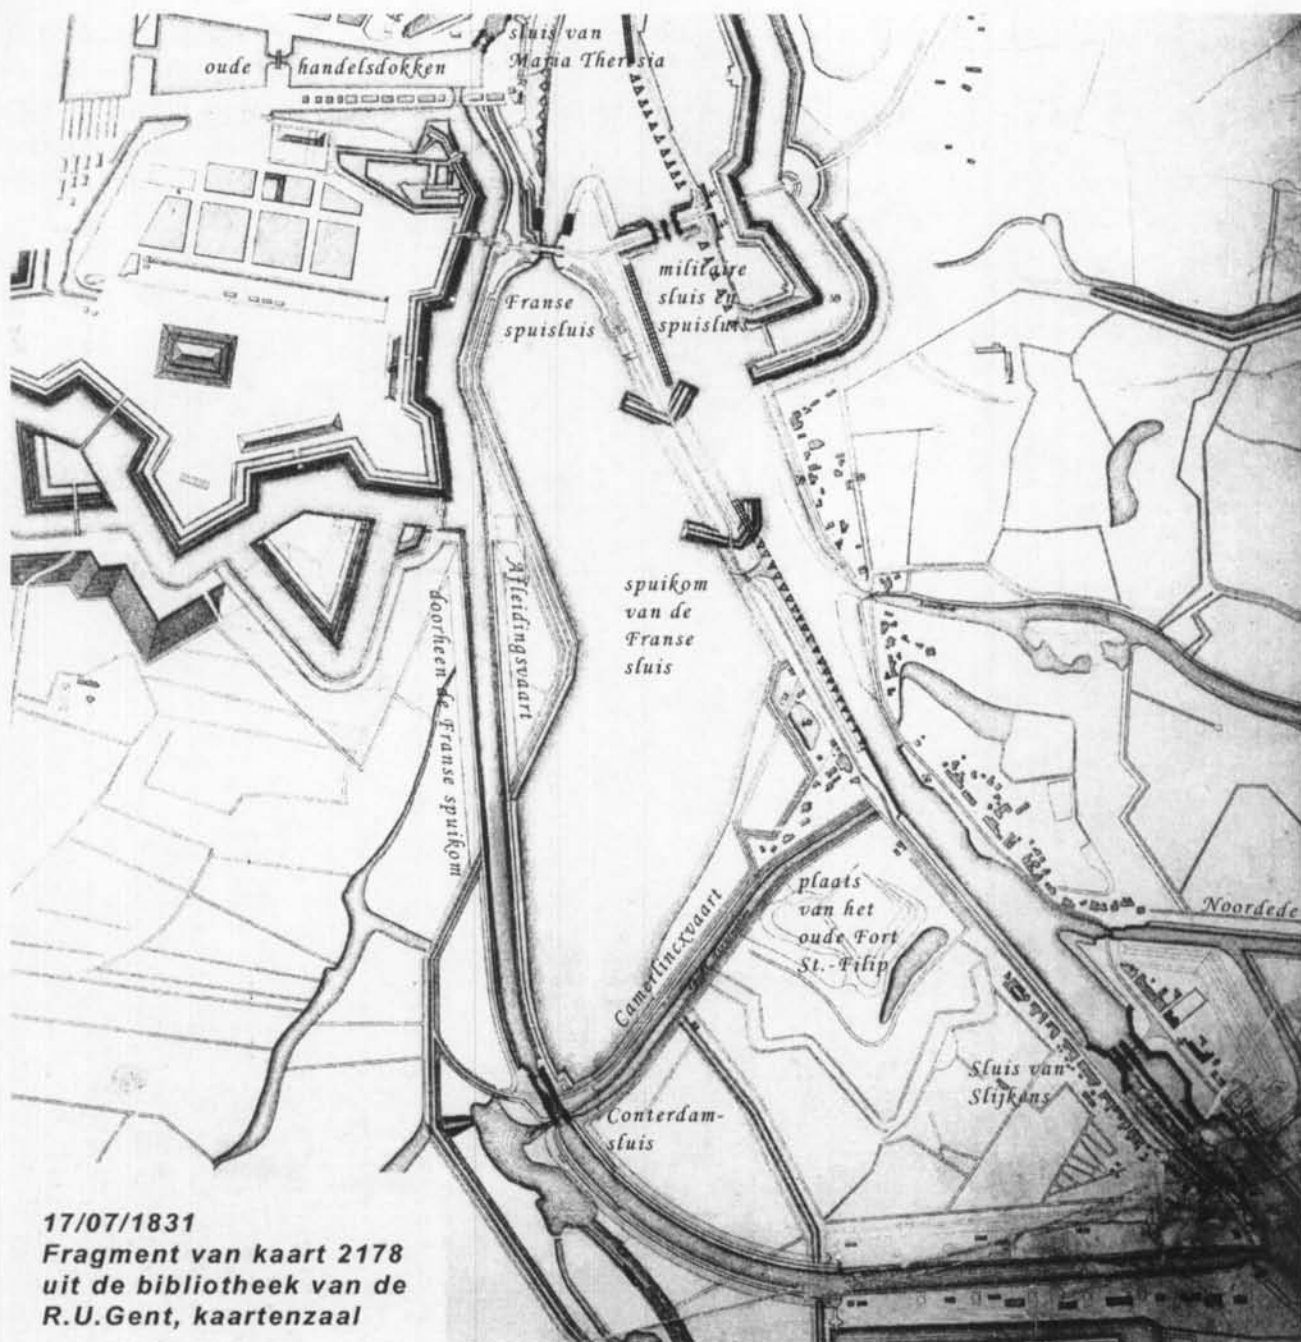 sluis van
Maria Theresia
oude handelsdokken
militaire
sluis en
spuisluis
Franse
spuisluis
spuikom
van de
Franse
sluis
Afleidingsvaart
doorheen de Franse spuikom
plaats
van het
oude Fort
St.-Filip
Noordede
Camerlincxvaart
Sluis van
Slijkens
Conterdam-
sluis
17/07/1831
Fragment van kaart 2178
uit de bibliotheek van de
R.U.Gent, kaartenzaal